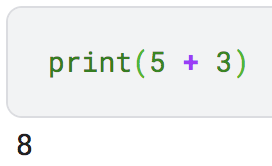 print(5 + 3)
8